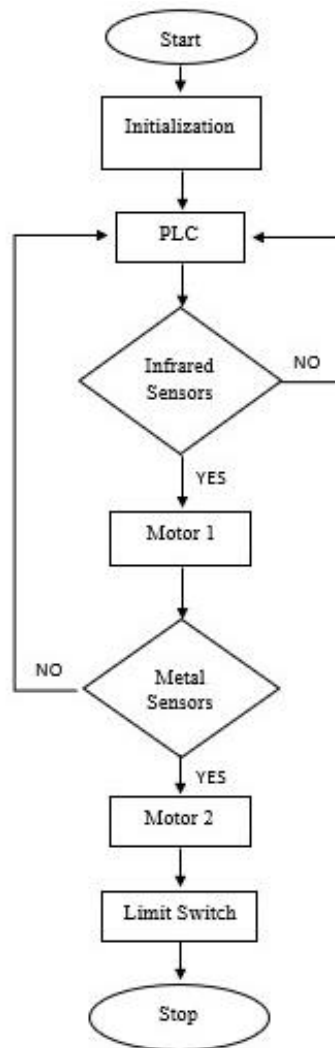 Start
Initialization
PLC
Infrared
Sensors
NO
YES
Motor 1
NO
Metal
Sensors
YES
Motor 2
Limit Switch
Stop